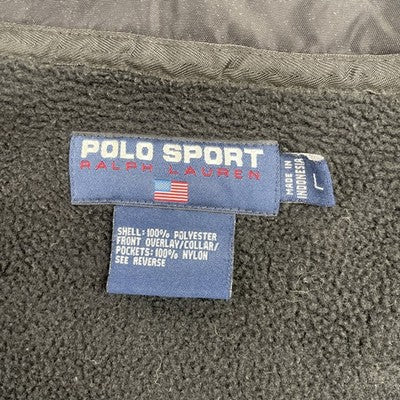 POLO SPORT
RALPH LAUREN
MADE IN
INDONESIA
L
SHELL: 100% POLYESTER
FRONT OVERLAY/COLLAR/
POCKETS: 100% NYLON
SEE REVERSE